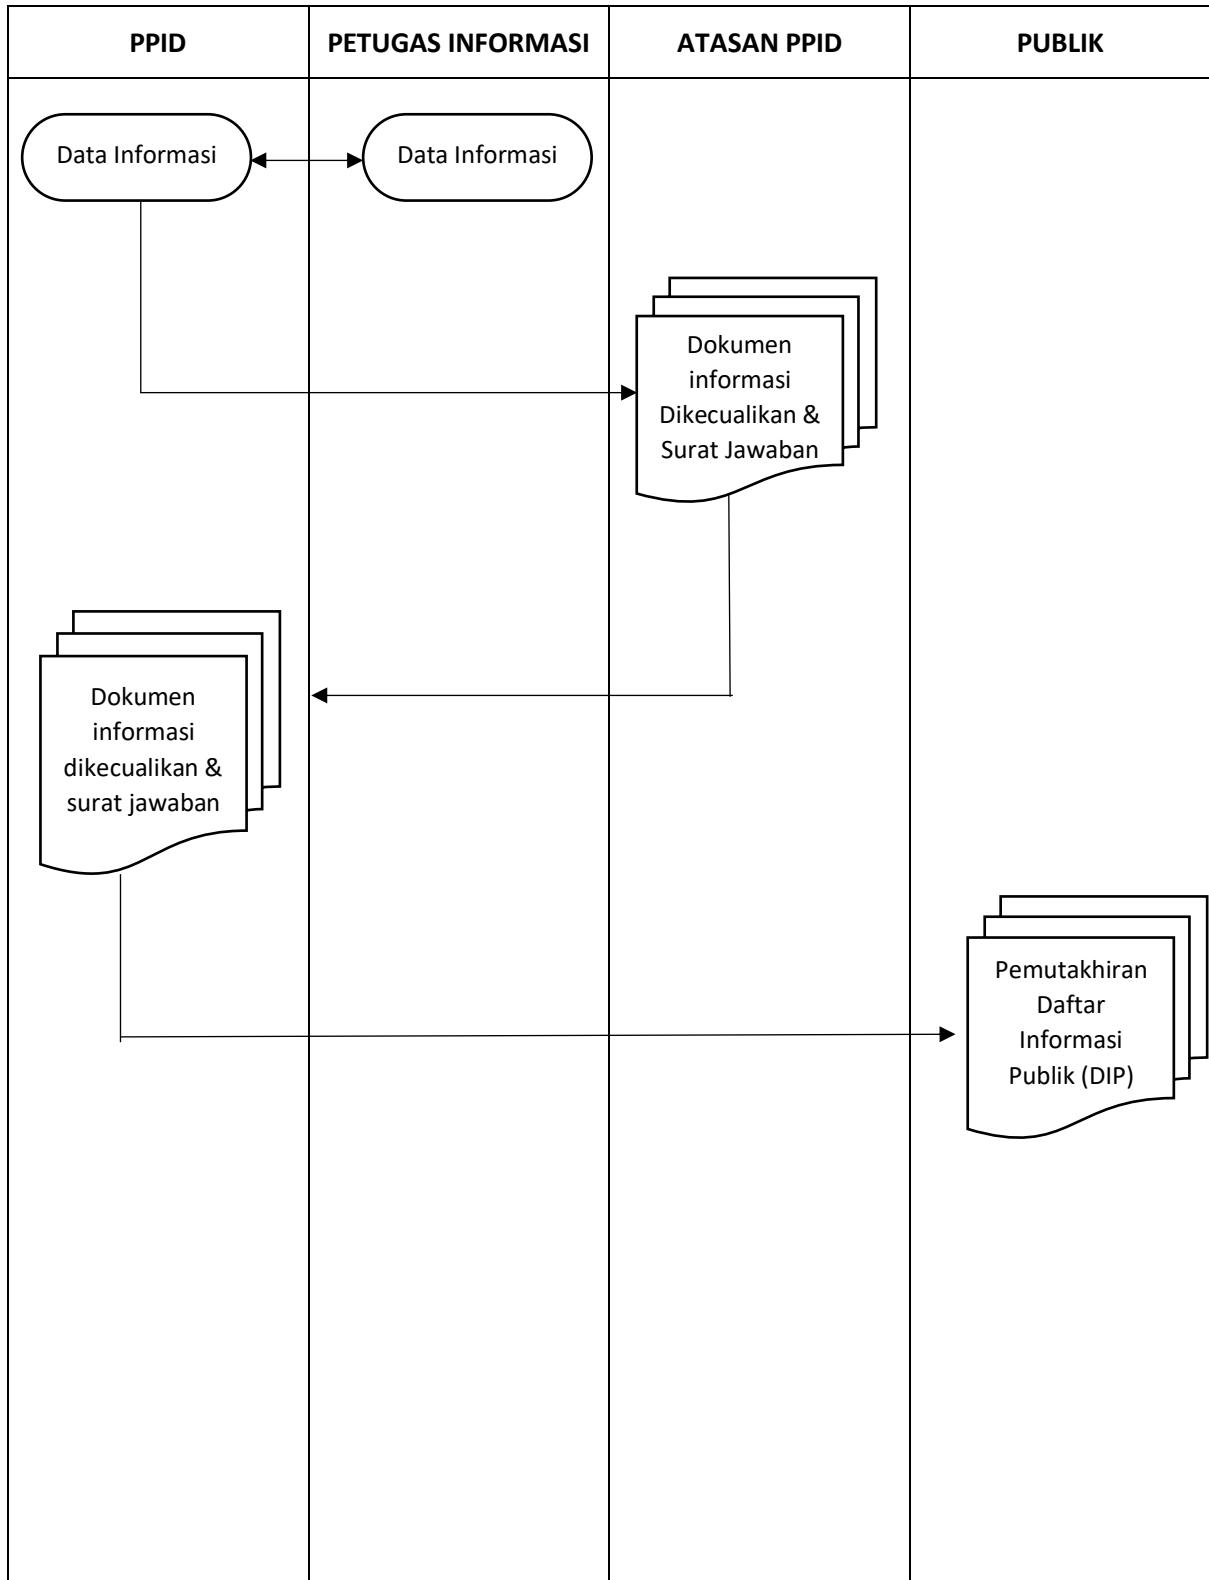 PPID
PETUGAS INFORMASI
ATASAN PPID
PUBLIK
Data Informasi
Data Informasi
Dokumen
informasi
Dikecualikan &
Surat Jawaban
Dokumen
informasi
dikecualikan &
surat jawaban
Pemutakhiran
Daftar
Informasi
Publik (DIP)